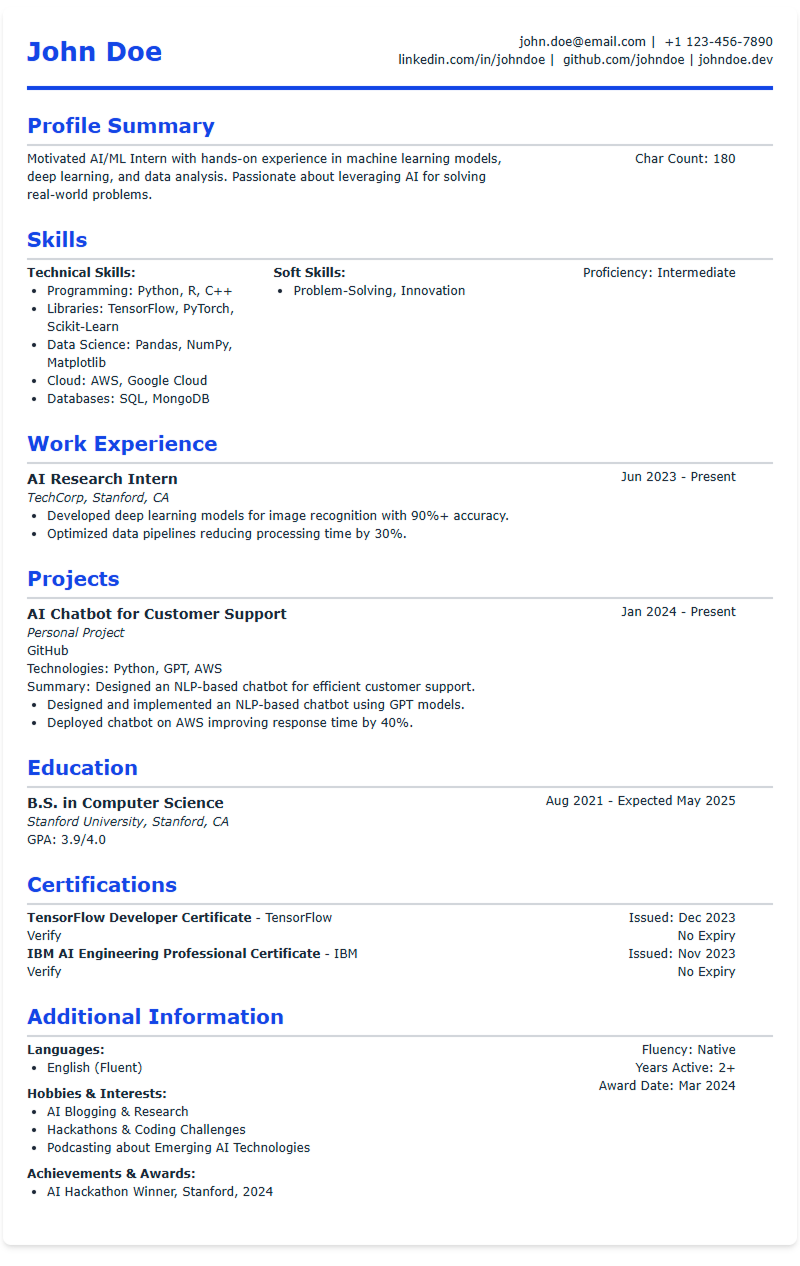 John Doe
john.doe@email.com | +1 123-456-7890
linkedin.com/in/johndoe | github.com/johndoe | johndoe.dev
Profile Summary
Motivated AI/ML Intern with hands-on experience in machine learning models,
deep learning, and data analysis. Passionate about leveraging AI for solving
real-world problems.
Char Count: 180
Skills
Technical Skills:
• Programming: Python, R, C++
• Libraries: TensorFlow, PyTorch,
Scikit-Learn
• Data Science: Pandas, NumPy,
Matplotlib
• Cloud: AWS, Google Cloud
• Databases: SQL, MongoDB
Soft Skills:
• Problem-Solving, Innovation
Proficiency: Intermediate
Work Experience
AI Research Intern
Jun 2023 - Present
TechCorp, Stanford, CA
• Developed deep learning models for image recognition with 90%+ accuracy.
• Optimized data pipelines reducing processing time by 30%.
Projects
AI Chatbot for Customer Support
Jan 2024 - Present
Personal Project
GitHub
Technologies: Python, GPT, AWS
Summary: Designed an NLP-based chatbot for efficient customer support.
• Designed and implemented an NLP-based chatbot using GPT models.
• Deployed chatbot on AWS improving response time by 40%.
Education
B.S. in Computer Science
Aug 2021 - Expected May 2025
Stanford University, Stanford, CA
GPA: 3.9/4.0
Certifications
TensorFlow Developer Certificate - TensorFlow
Issued: Dec 2023
Verify
No Expiry
IBM AI Engineering Professional Certificate - IBM
Issued: Nov 2023
Verify
No Expiry
Additional Information
Languages:
• English (Fluent)
Hobbies & Interests:
• AI Blogging & Research
• Hackathons & Coding Challenges
• Podcasting about Emerging AI Technologies
Achievements & Awards:
• AI Hackathon Winner, Stanford, 2024
Fluency: Native
Years Active: 2+
Award Date: Mar 2024